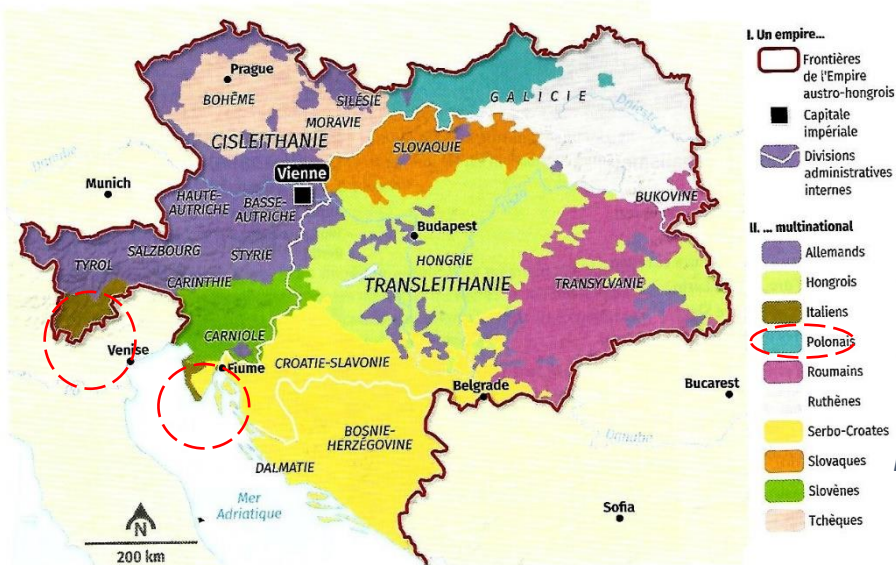 Prague
BOHÊME
SILÉSIE
MORAVIE
CISLEITHANIE
GALICIE
Dniestr
SLOVAQUIE
Danube
Munich
Vienne
HAUTE-
AUTRICHE
BASSE-
AUTRICHE
BUKOVINE
Budapest
HONGRIE
TRANSLEITHANIE
TRANSYLVANIE
TYROL
SALZBOURG
STYRIE
CARINTHIE
CARNIOLE
Venise
Fiume
CROATIE-SLAVONIE
Belgrade
Bucarest
Danube
BOSNIE-
HERZÉGOVINE
DALMATIE
Mer
Adriatique
Sofia
N
200 km
I. Un empire...
Frontières
de l'Empire
austro-hongrois
Capitale
impériale
Divisions
administratives
internes
II. ... multinational
Allemands
Hongrois
Italiens
Polonais
Roumains
Ruthènes
Serbo-Croates
Slovaques
Slovènes
Tchèques